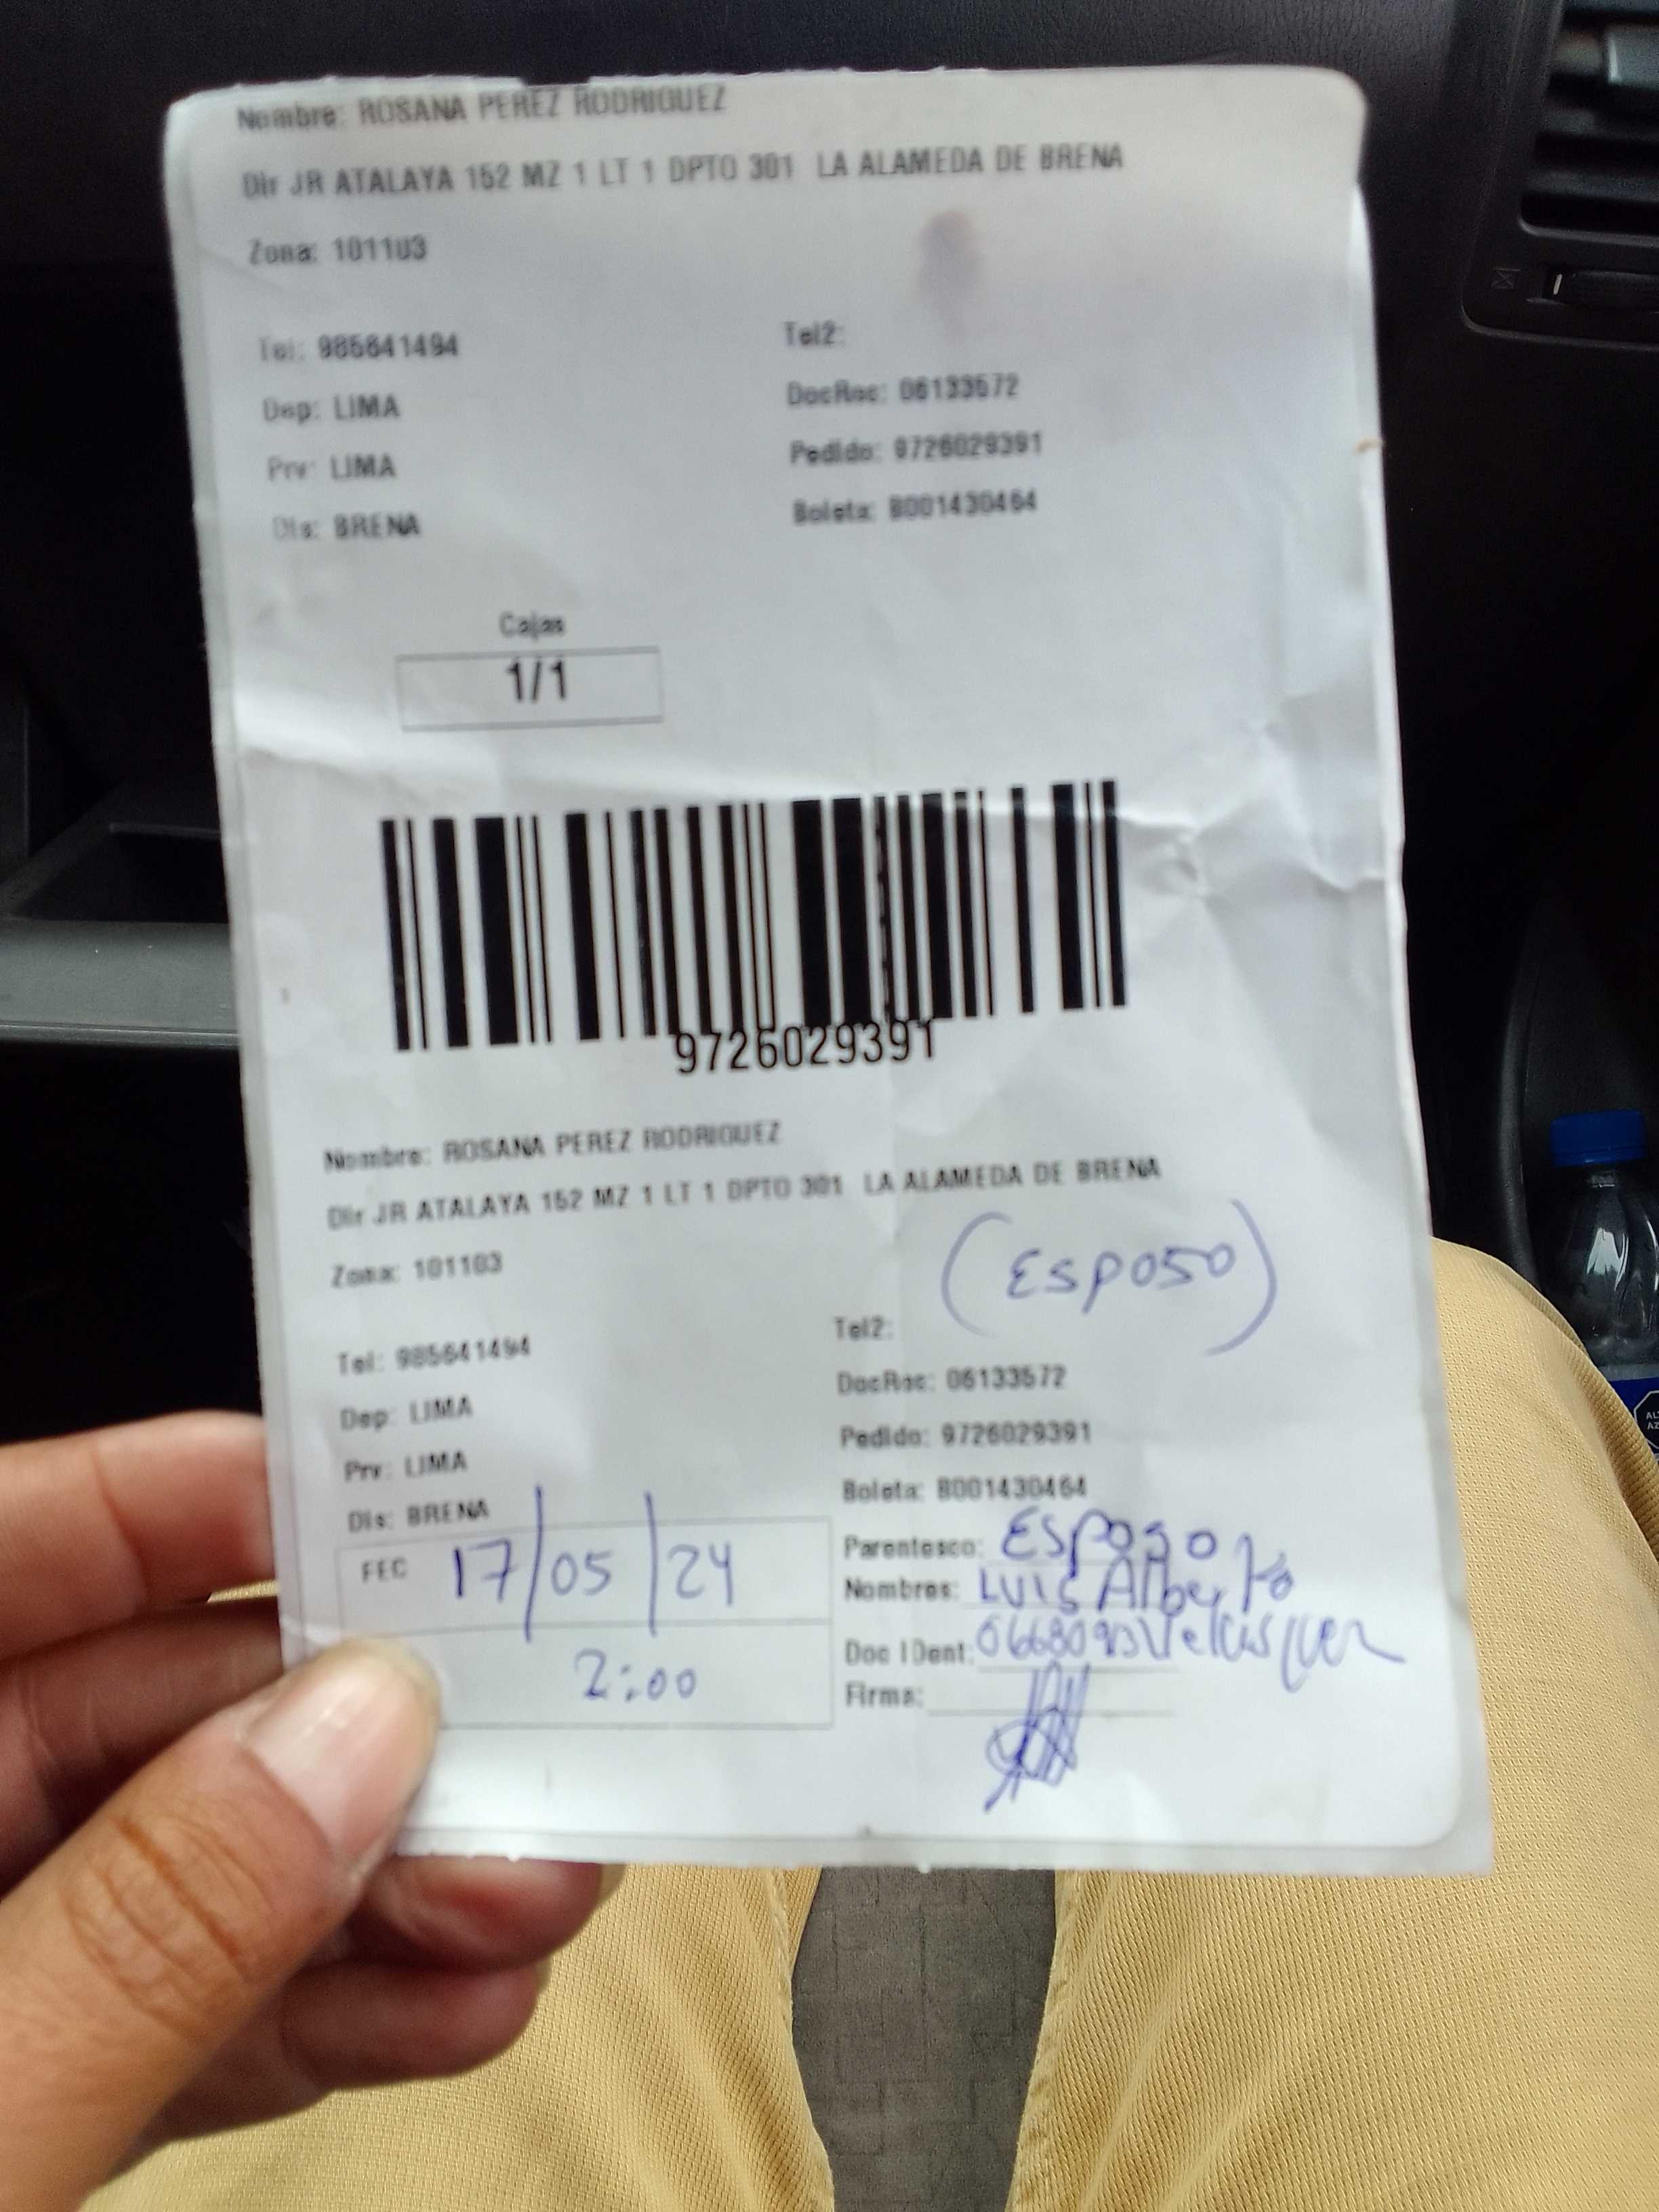 Nombre: ROSANA PEREZ RODRIGUEZ
Dir JR ATALAYA 152 MZ 1 LT 1 DPTO 301 LA ALAMEDA DE BRENA
Zona: 101103
Tel: 985641494
Tel2:
Dep: LIMA
DocRec: 06133572
Prv: LIMA
Pedido: 9726029391
Dis: BRENA
Boleta: B001430464
Cajas
1/1
9726029391
Nombre: ROSANA PEREZ RODRIGUEZ
Dir JR ATALAYA 152 MZ 1 LT 1 DPTO 301 LA ALAMEDA DE BRENA
Zona: 101103
(ESPOSO)
Tel: 985641494
Tel2:
Dep: LIMA
DocRec: 06133572
Prv: LIMA
Pedido: 9726029391
Dis: BRENA
Boleta: B001430464
FEC 17/05/24
2:00
Parentesco: ESPOSO
Nombres: LUIS Alberto
Doc IDent:
Firma: